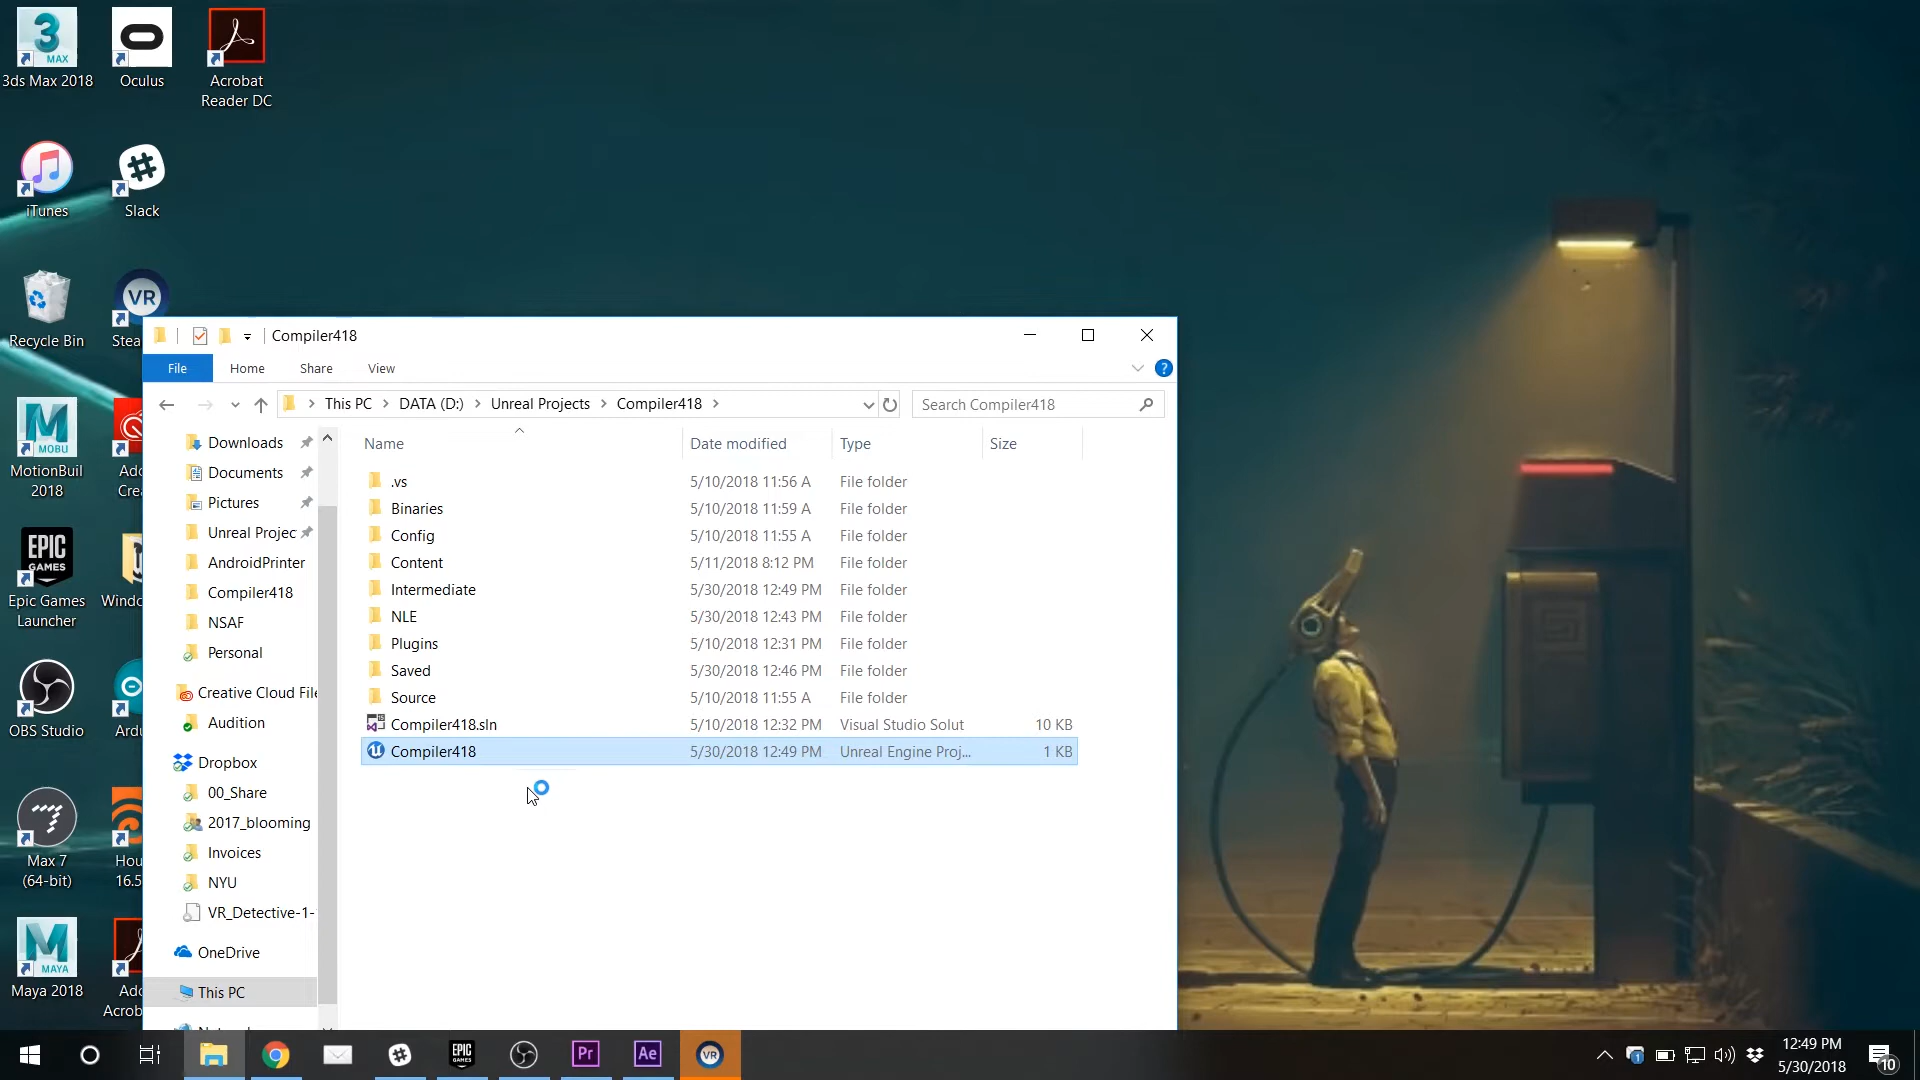 3ds Max 2018
Oculus
Acrobat
Reader DC
iTunes
Slack
Recycle Bin
MotionBuil
2018
Epic Games
Launcher
OBS Studio
Max 7
(64-bit)
16.5
Maya 2018
Compiler418
File
Home
Share
View
This PC
DATA (D:)
Unreal Projects
Compiler418
Search Compiler418
Downloads
Documents
Pictures
Unreal Projec
AndroidPrinter
Compiler418
NSAF
Personal
Creative Cloud File
Audition
Dropbox
00_Share
2017_blooming
Invoices
NYU
VR_Detective-1-
OneDrive
This PC
Name Date modified Type Size
.vs 5/10/2018 11:56 A File folder
Binaries 5/10/2018 11:59 A File folder
Config 5/10/2018 11:55 A File folder
Content 5/11/2018 8:12 PM File folder
Intermediate 5/30/2018 12:49 PM File folder
NLE 5/30/2018 12:43 PM File folder
Plugins 5/10/2018 12:31 PM File folder
Saved 5/30/2018 12:46 PM File folder
Source 5/10/2018 11:55 A File folder
Compiler418.sln 5/10/2018 12:32 PM Visual Studio Solut 10 KB
Compiler418 5/30/2018 12:49 PM Unreal Engine Proj... 1 KB
12:49 PM
5/30/2018
10